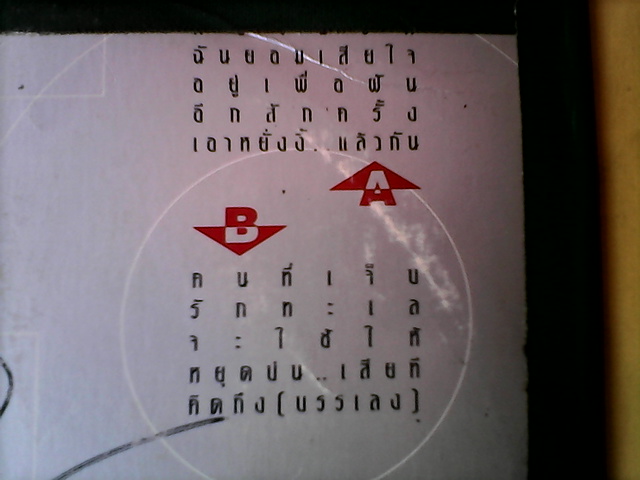 ฉันยอมเสียใจ
อยู่เพื่อฝัน
อีกสักครั้ง
เอาหยั่งงี้..แล้วกัน
A
B
คนที่เจ็บ
รักทะเล
จะใช้ให้
หยุดบ่น..เสียที
คิดถึง(บรรเลง)